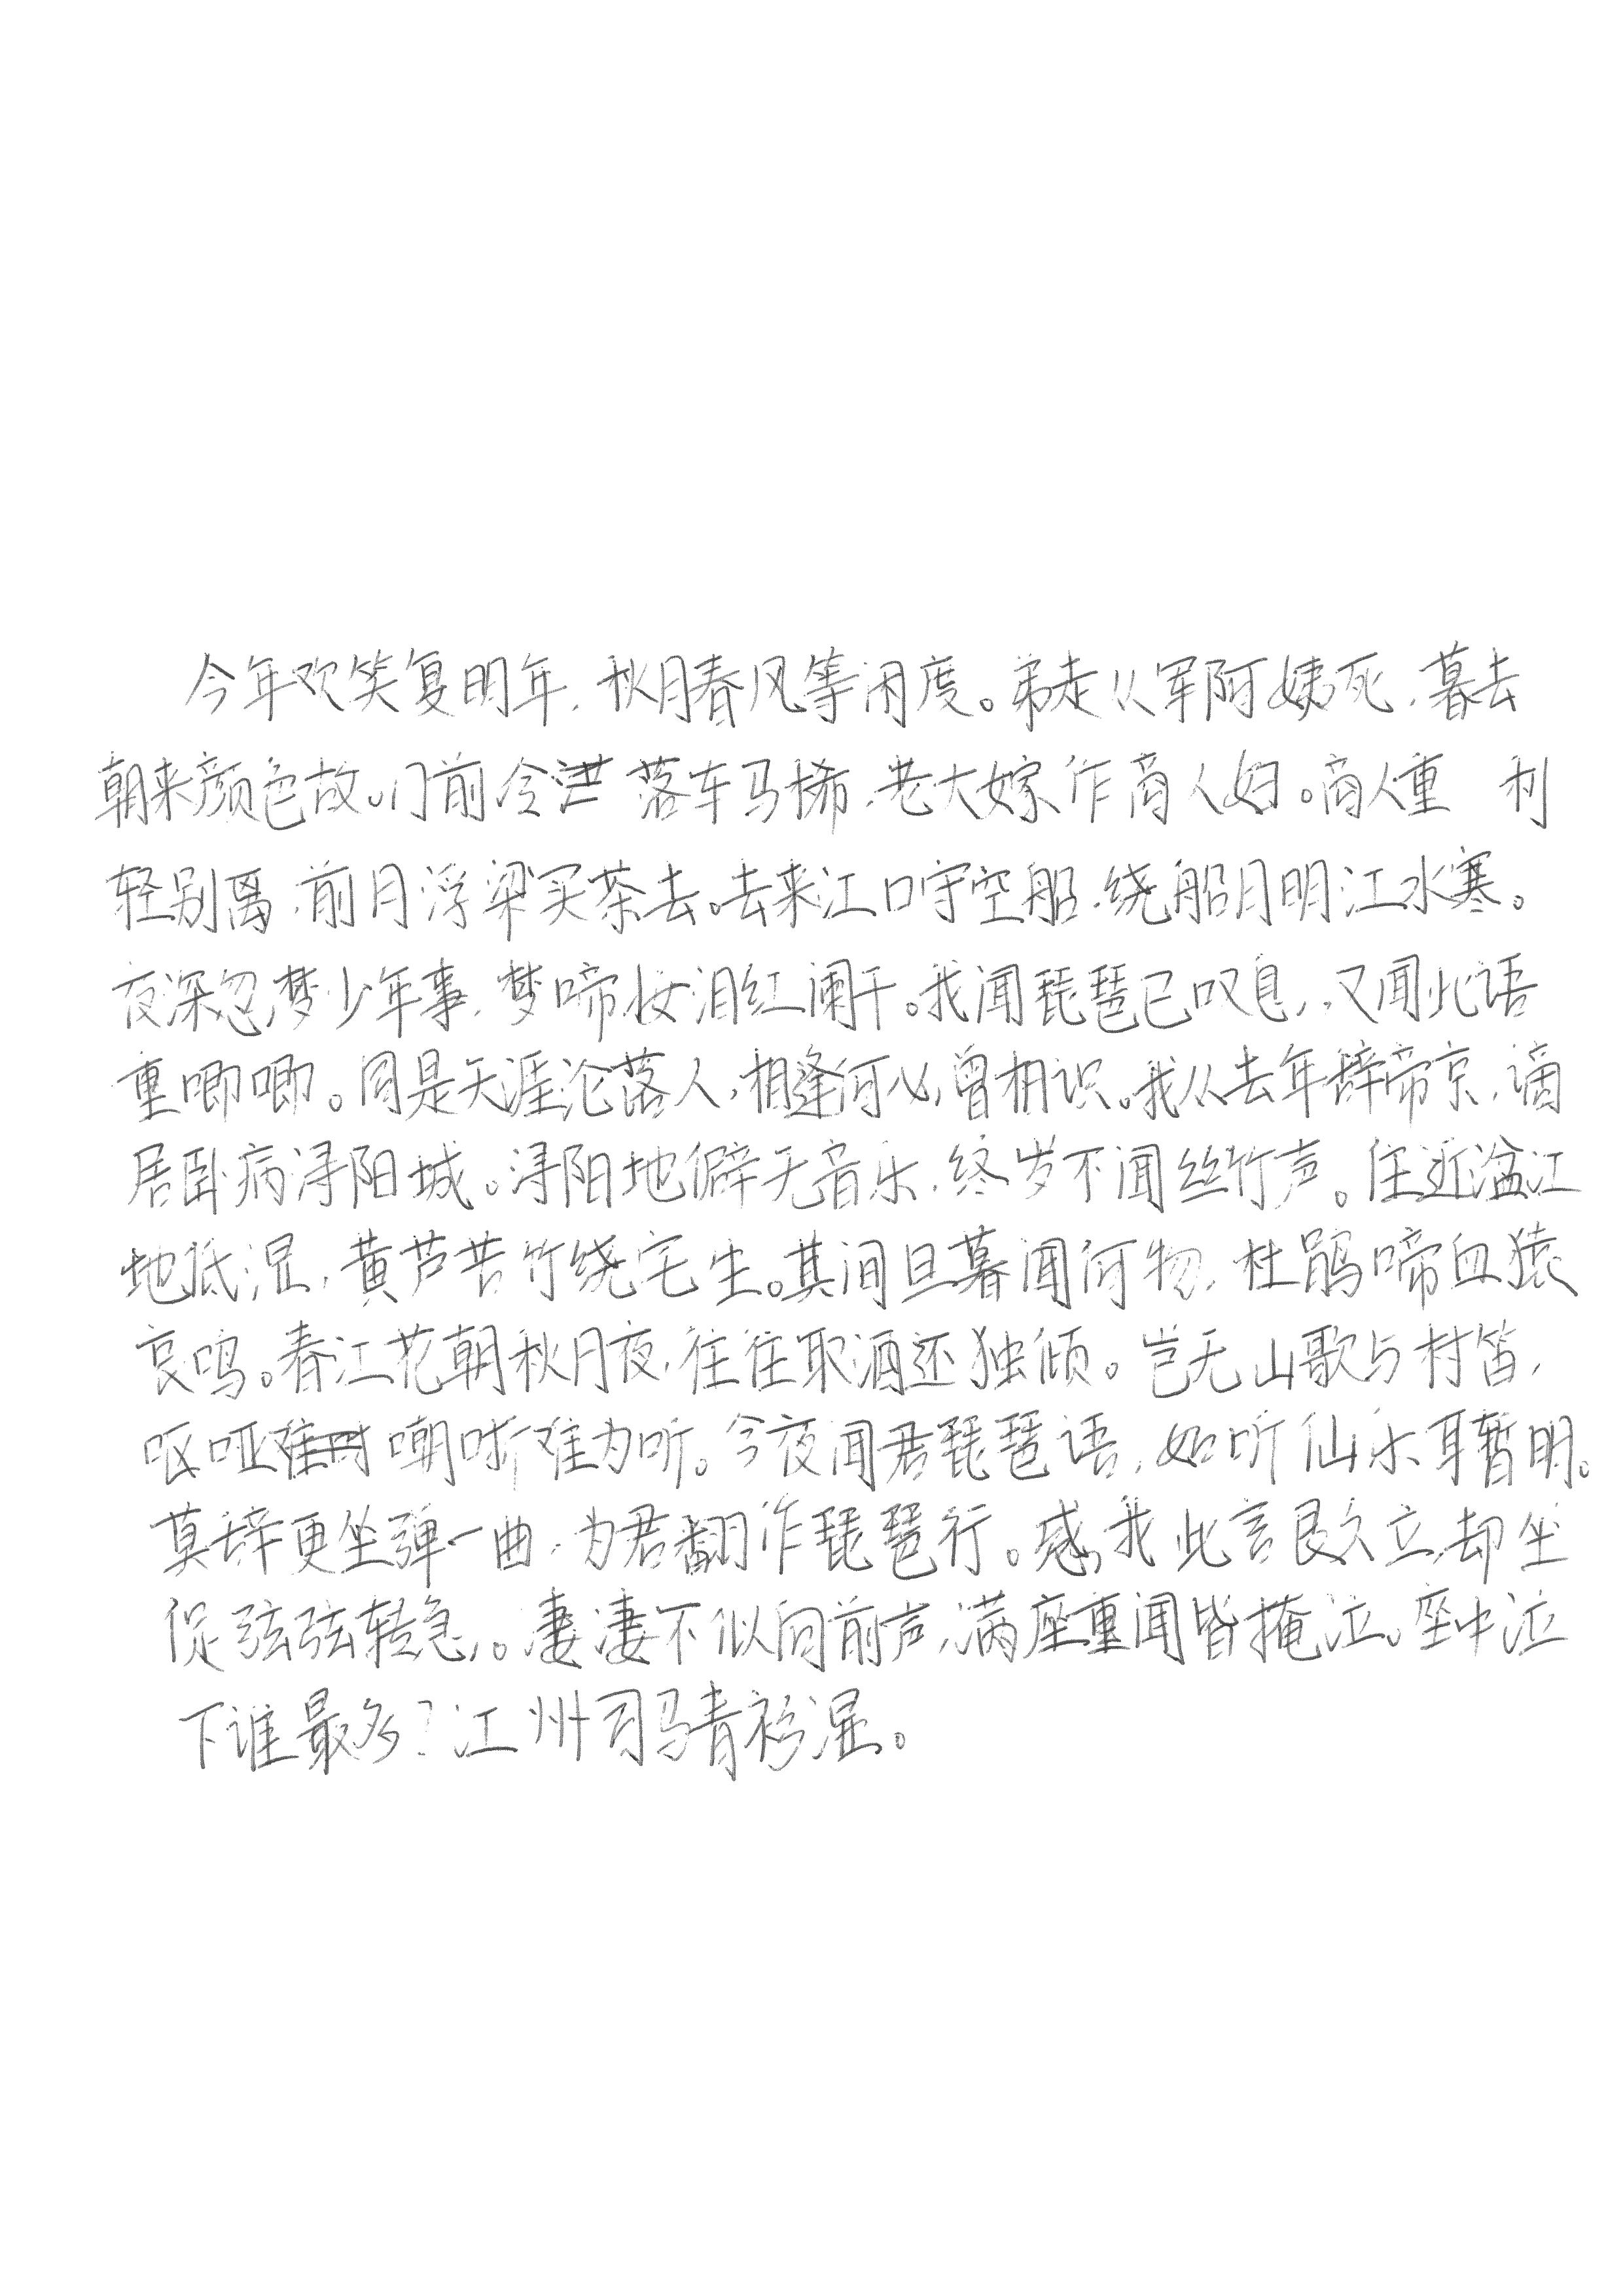 今年欢笑复明年，秋月春风等闲度。弟走从军阿姨死，暮去
朝来颜色故。门前冷落车马稀，老大嫁作商人妇。商人重利
轻别离，前月浮梁买茶去。去来江口守空船，绕船月明江水寒。
夜深忽梦少年事，梦啼妆泪红阑干。我闻琵琶已叹息，又闻此语
重唧唧。同是天涯沦落人，相逢何必曾相识。我从去年辞帝京，谪
居卧病浔阳城。浔阳地僻无音乐，终岁不闻丝竹声。住近湓江
地低湿，黄芦苦竹绕宅生。其间旦暮闻何物，杜鹃啼血猿
哀鸣。春江花朝秋月夜，往往取酒还独倾。岂无山歌与村笛，
呕哑嘲哳难为听。今夜闻君琵琶语，如听仙乐耳暂明。
莫辞更坐弹一曲，为君翻作琵琶行。感我此言良久立，却坐
促弦弦转急。凄凄不似向前声，满座重闻皆掩泣。座中泣
下谁最多？江州司马青衫湿。